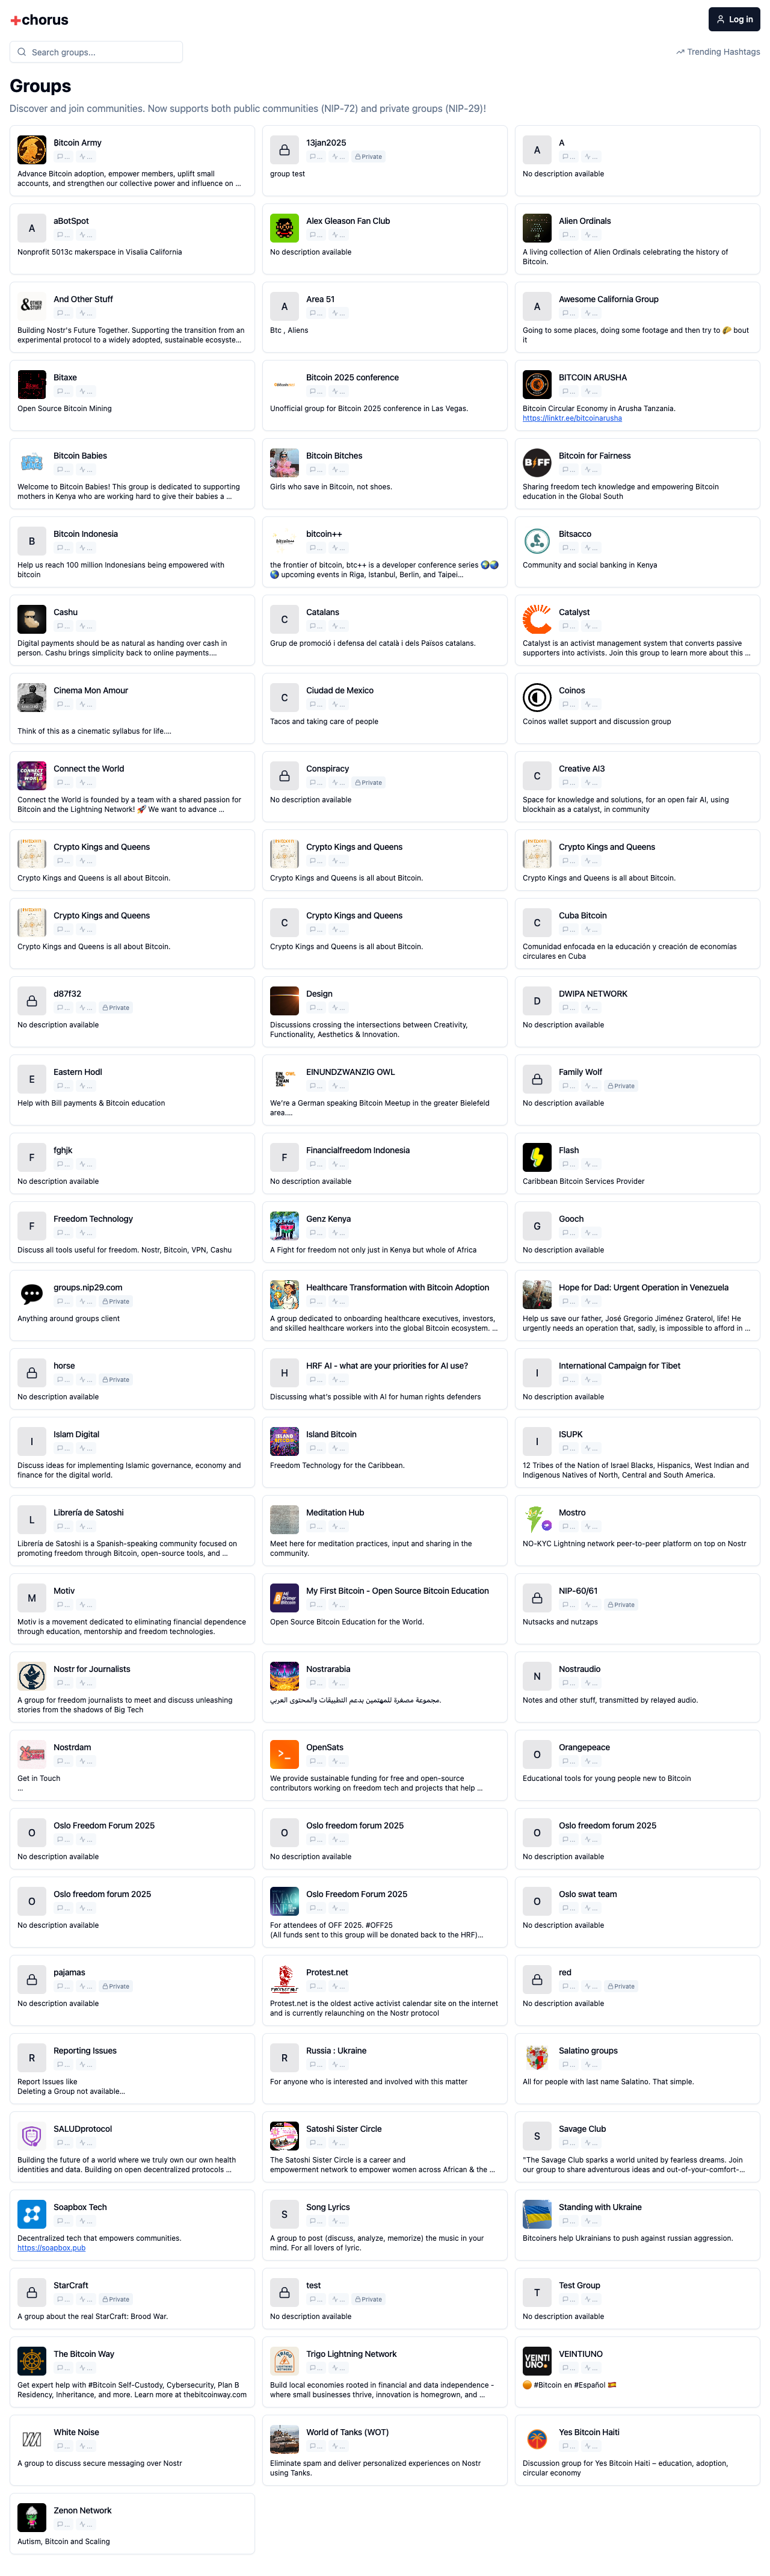 +chorus
Log in
Search groups...
Trending Hashtags
Groups
Discover and join communities. Now supports both public communities (NIP-72) and private groups (NIP-29)!
₿itcoin Army
... ...
Advance Bitcoin adoption, empower members, uplift small
accounts, and strengthen our collective power and influence on ...
13jan2025
... ... Private
group test
A
A
... ...
No description available
A
aBotSpot
... ...
Nonprofit 5013c makerspace in Visalia California
Alex Gleason Fan Club
... ...
No description available
Alien Ordinals
... ...
A living collection of Alien Ordinals celebrating the history of
Bitcoin.
&OTHER STUFF
And Other Stuff
... ...
Building Nostr's Future Together. Supporting the transition from an
experimental protocol to a widely adopted, sustainable ecosyste...
A
Area 51
... ...
Btc , Aliens
A
Awesome California Group
... ...
Going to some places, doing some footage and then try to 🌮 bout
it
Bitaxe
... ...
Open Source Bitcoin Mining
Bitcoin 2025 conference
... ...
Unofficial group for Bitcoin 2025 conference in Las Vegas.
BITCOIN ARUSHA
... ...
Bitcoin Circular Economy in Arusha Tanzania.
https://linktr.ee/bitcoinarusha
Bitcoin Babies
... ...
Welcome to Bitcoin Babies! This group is dedicated to supporting
mothers in Kenya who are working hard to give their babies a ...
Bitcoin Bitches
... ...
Girls who save in Bitcoin, not shoes.
Bitcoin for Fairness
... ...
Sharing freedom tech knowledge and empowering Bitcoin
education in the Global South
B
Bitcoin Indonesia
... ...
Help us reach 100 million Indonesians being empowered with
bitcoin
bitcoin++
... ...
the frontier of bitcoin, btc++ is a developer conference series 🌍🌏
🌎 upcoming events in Riga, Istanbul, Berlin, and Taipei...
Bitsacco
... ...
Community and social banking in Kenya
Cashu
... ...
Digital payments should be as natural as handing over cash in
person. Cashu brings simplicity back to online payments....
C
Catalans
... ...
Grup de promoció i defensa del català i dels Països catalans.
Catalyst
... ...
Catalyst is an activist management system that converts passive
supporters into activists. Join this group to learn more about this ...
Cinema Mon Amour
... ...
Think of this as a cinematic syllabus for life....
C
Ciudad de Mexico
... ...
Tacos and taking care of people
Coinos
... ...
Coinos wallet support and discussion group
CONNECT THE WORLD
Connect the World
... ...
Connect the World is founded by a team with a shared passion for
Bitcoin and the Lightning Network! 🚀 We want to advance ...
Conspiracy
... ... Private
No description available
C
Creative AI3
... ...
Space for knowledge and solutions, for an open fair AI, using
blockhain as a catalyst, in community
Crypto Kings and Queens
... ...
Crypto Kings and Queens is all about Bitcoin.
Crypto Kings and Queens
... ...
Crypto Kings and Queens is all about Bitcoin.
Crypto Kings and Queens
... ...
Crypto Kings and Queens is all about Bitcoin.
Crypto Kings and Queens
... ...
Crypto Kings and Queens is all about Bitcoin.
C
Crypto Kings and Queens
... ...
Crypto Kings and Queens is all about Bitcoin.
C
Cuba Bitcoin
... ...
Comunidad enfocada en la educación y creación de economías
circulares en Cuba
d87f32
... ... Private
No description available
Design
... ...
Discussions crossing the intersections between Creativity,
Functionality, Aesthetics & Innovation.
D
DWIPA NETWORK
... ...
No description available
E
Eastern Hodl
... ...
Help with Bill payments & Bitcoin education
EINUNDZWANZIG OWL
... ...
We're a German speaking Bitcoin Meetup in the greater Bielefeld
area....
Family Wolf
... ... Private
No description available
F
fghjk
... ...
No description available
F
Financialfreedom Indonesia
... ...
No description available
Flash
... ...
Caribbean Bitcoin Services Provider
F
Freedom Technology
... ...
Discuss all tools useful for freedom. Nostr, Bitcoin, VPN, Cashu
Genz Kenya
... ...
A Fight for freedom not only just in Kenya but whole of Africa
G
Gooch
... ...
No description available
groups.nip29.com
... ... Private
Anything around groups client
Healthcare Transformation with Bitcoin Adoption
... ...
A group dedicated to onboarding healthcare executives, investors,
and skilled healthcare workers into the global Bitcoin ecosystem. ...
Hope for Dad: Urgent Operation in Venezuela
... ...
Help us save our father, José Gregorio Jiménez Graterol, life! He
urgently needs an operation that, sadly, is impossible to afford in ...
horse
... ... Private
No description available
H
HRF AI - what are your priorities for AI use?
... ...
Discussing what's possible with AI for human rights defenders
I
International Campaign for Tibet
... ...
No description available
I
Islam Digital
... ...
Discuss ideas for implementing Islamic governance, economy and
finance for the digital world.
Island Bitcoin
... ...
Freedom Technology for the Caribbean.
I
ISUPK
... ...
12 Tribes of the Nation of Israel Blacks, Hispanics, West Indian and
Indigenous Natives of North, Central and South America.
L
Librería de Satoshi
... ...
Librería de Satoshi is a Spanish-speaking community focused on
promoting freedom through Bitcoin, open-source tools, and ...
Meditation Hub
... ...
Meet here for meditation practices, input and sharing in the
community.
Mostro
... ...
NO-KYC Lightning network peer-to-peer platform on top on Nostr
M
Motiv
... ...
Motiv is a movement dedicated to eliminating financial dependence
through education, mentorship and freedom technologies.
Mi Primer Bitcoin
My First Bitcoin - Open Source Bitcoin Education
... ...
Open Source Bitcoin Education for the World.
NIP-60/61
... ... Private
Nutsacks and nutzaps
Nostr for Journalists
... ...
A group for freedom journalists to meet and discuss unleashing
stories from the shadows of Big Tech
Nostrarabia
... ...
مجموعة مصغرة للمهتمين بدعم التطبيقات والمحتوى العربي.
N
Nostraudio
... ...
Notes and other stuff, transmitted by relayed audio.
Nostrdam
... ...
Get in Touch
...
>_
OpenSats
... ...
We provide sustainable funding for free and open-source
contributors working on freedom tech and projects that help ...
O
Orangepeace
... ...
Educational tools for young people new to Bitcoin
O
Oslo Freedom Forum 2025
... ...
No description available
O
Oslo freedom forum 2025
... ...
No description available
O
Oslo freedom forum 2025
... ...
No description available
O
Oslo freedom forum 2025
... ...
No description available
Oslo Freedom Forum 2025
... ...
For attendees of OFF 2025. #OFF25
(All funds sent to this group will be donated back to the HRF)...
O
Oslo swat team
... ...
No description available
pajamas
... ... Private
No description available
Protest.net
... ...
Protest.net is the oldest active activist calendar site on the internet
and is currently relaunching on the Nostr protocol
red
... ... Private
No description available
R
Reporting Issues
... ...
Report Issues like
Deleting a Group not available...
R
Russia : Ukraine
... ...
For anyone who is interested and involved with this matter
Salatino groups
... ...
All for people with last name Salatino. That simple.
SALUDprotocol
... ...
Building the future of a world where we truly own our own health
identities and data. Building on open decentralized protocols ...
Satoshi Sister Circle
... ...
The Satoshi Sister Circle is a career and
empowerment network to empower women across African & the ...
S
Savage Club
... ...
"The Savage Club sparks a world united by fearless dreams. Join
our group to share adventurous ideas and out-of-your-comfort-...
Soapbox Tech
... ...
Decentralized tech that empowers communities.
https://soapbox.pub
S
Song Lyrics
... ...
A group to post (discuss, analyze, memorize) the music in your
mind. For all lovers of lyric.
Standing with Ukraine
... ...
Bitcoiners help Ukrainians to push against russian aggression.
StarCraft
... ... Private
A group about the real StarCraft: Brood War.
test
... ... Private
No description available
T
Test Group
... ...
No description available
The Bitcoin Way
... ...
Get expert help with #Bitcoin Self-Custody, Cybersecurity, Plan B
Residency, Inheritance, and more. Learn more at thebitcoinway.com
Trigo Lightning Network
... ...
Build local economies rooted in financial and data independence -
where small businesses thrive, innovation is homegrown, and ...
VEINTIUNO.
VEINTIUNO
... ...
🟠 #Bitcoin en #Español 🇪🇸
White Noise
... ...
A group to discuss secure messaging over Nostr
World of Tanks (WOT)
... ...
Eliminate spam and deliver personalized experiences on Nostr
using Tanks.
Yes Bitcoin Haiti
... ...
Discussion group for Yes Bitcoin Haiti – education, adoption,
circular economy
Zenon Network
... ...
Autism, Bitcoin and Scaling